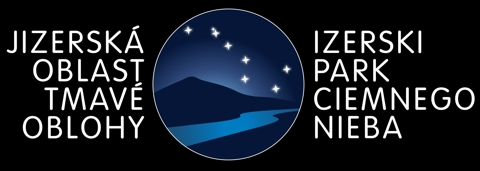 JIZERSKÁ
OBLAST
TMAVÉ
OBLOHY
IZERSKI
PARK
CIEMNEGO
NIEBA